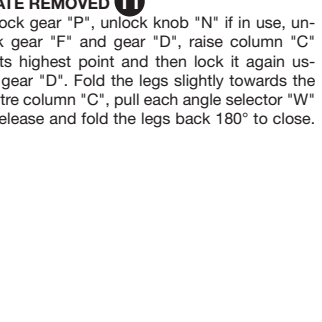 ATE REMOVED 11
ock gear "P", unlock knob "N" if in use, un-
k gear "F" and gear "D", raise column "C"
ts highest point and then lock it again us-
gear "D". Fold the legs slightly towards the
tre column "C", pull each angle selector "W"
elease and fold the legs back 180° to close.